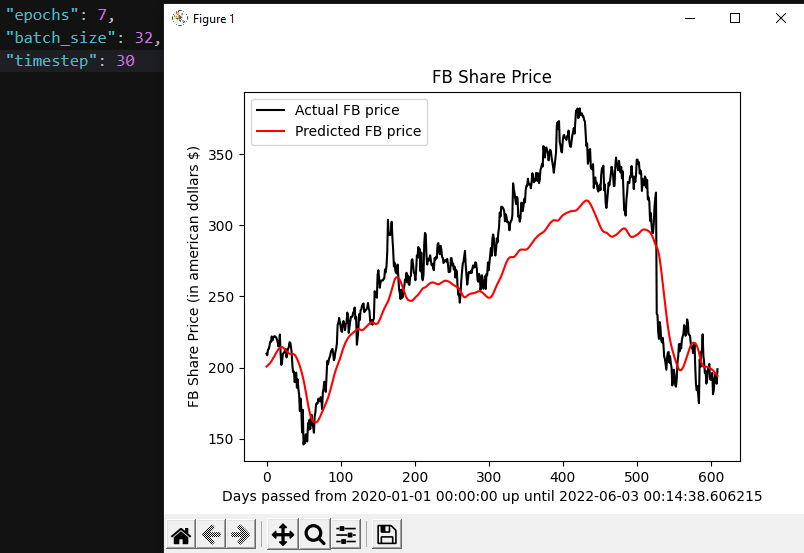 "epochs": 7,
"batch_size": 32,
"timestep": 30
Figure 1
FB Share Price
Actual FB price
Predicted FB price
FB Share Price (in american dollars $)
350
300
250
200
150
0 100 200 300 400 500 600
Days passed from 2020-01-01 00:00:00 up until 2022-06-03 00:14:38.606215